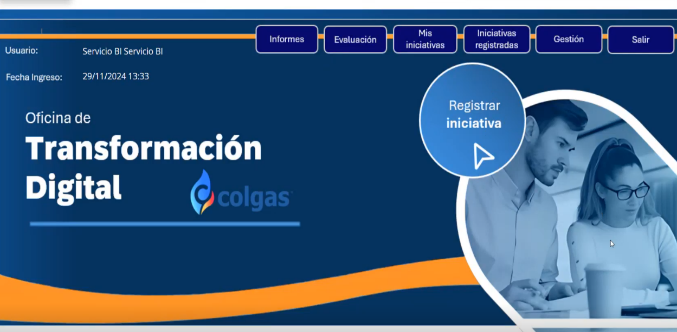 Informes
Evaluación
Mis
iniciativas
Iniciativas
registradas
Gestión
Salir
Usuario: Servicio BI Servicio BI
Fecha Ingreso: 29/11/2024 13:33
Registrar
iniciativa
Oficina de
Transformación
Digital
colgas